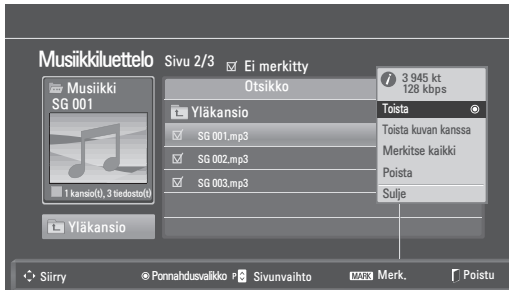 Musiikkiluettelo Sivu 2/3 Ei merkitty
Musiikki
SG 001
1 kansio(t), 3 tiedosto(t)
Yläkansio
Otsikko
Yläkansio
SG 001.mp3
SG 002.mp3
SG 003.mp3
3 945 kt
128 kbps
Toista
Toista kuvan kanssa
Merkitse kaikki
Poista
Sulje
Siirry Ponnahdusvalikko P Sivunvaihto MARK Merk. Poistu